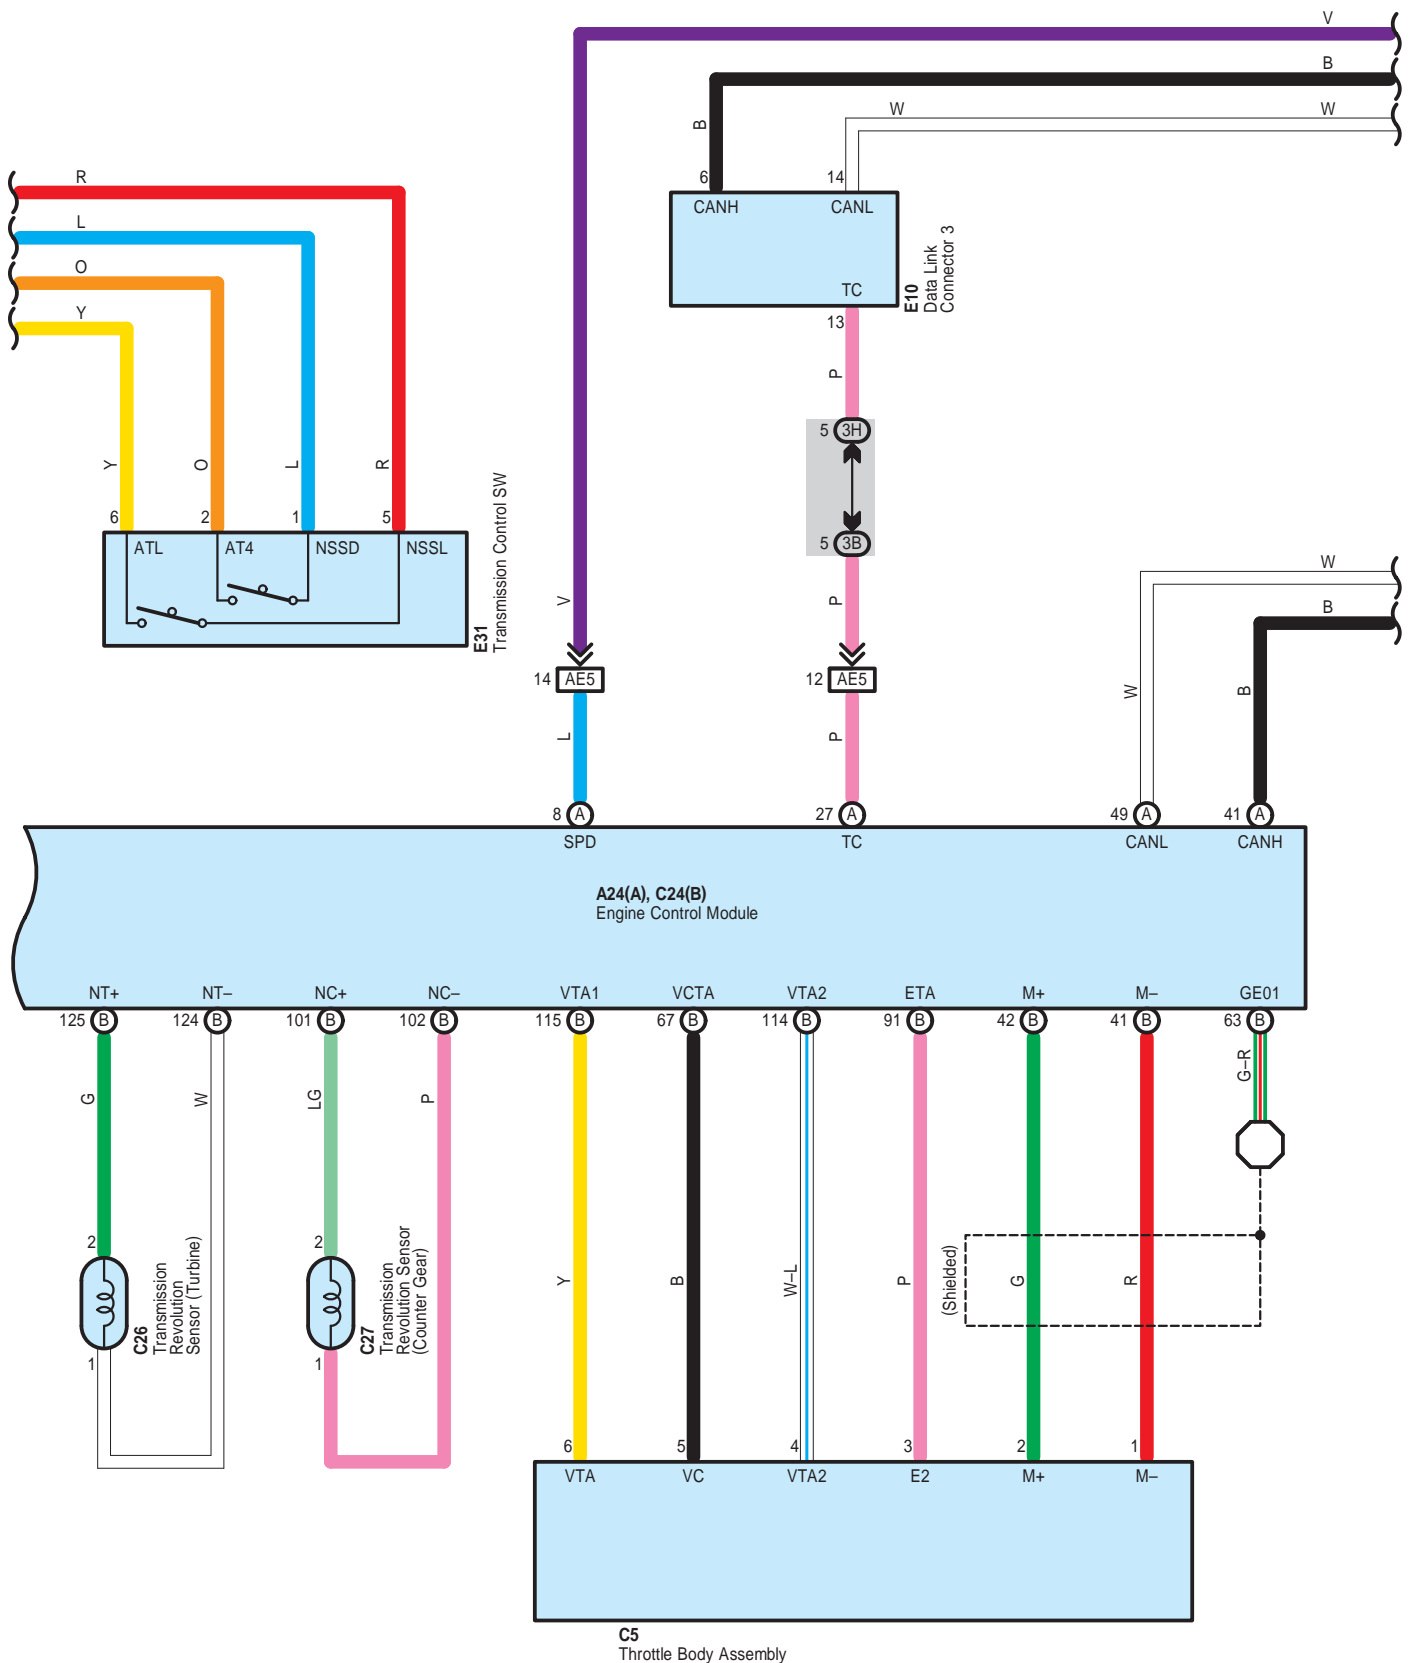 V
B
W
W
B
R
L
O
Y
6
14
CANH
CANL
TC
E10
Data Link
Connector 3
13
P
5
3H
5
3B
Y
O
L
R
6
2
1
5
ATL
AT4
NSSD
NSSL
E31
Transmission Control SW
V
P
14
AE5
12
AE5
L
P
W
B
W
B
8
A
27
A
49
A
41
A
SPD
TC
CANL
CANH
A24(A), C24(B)
Engine Control Module
NT+
NT–
NC+
NC–
VTA1
VCTA
VTA2
ETA
M+
M–
GE01
125
B
124
B
101
B
102
B
115
B
67
B
114
B
91
B
42
B
41
B
63
B
G
W
LG
P
G–R
2
1
C26
Transmission
Revolution
Sensor (Turbine)
2
1
C27
Transmission
Revolution Sensor
(Counter Gear)
Y
B
W–L
P
(Shielded)
G
R
6
5
4
3
2
1
VTA
VC
VTA2
E2
M+
M–
C5
Throttle Body Assembly